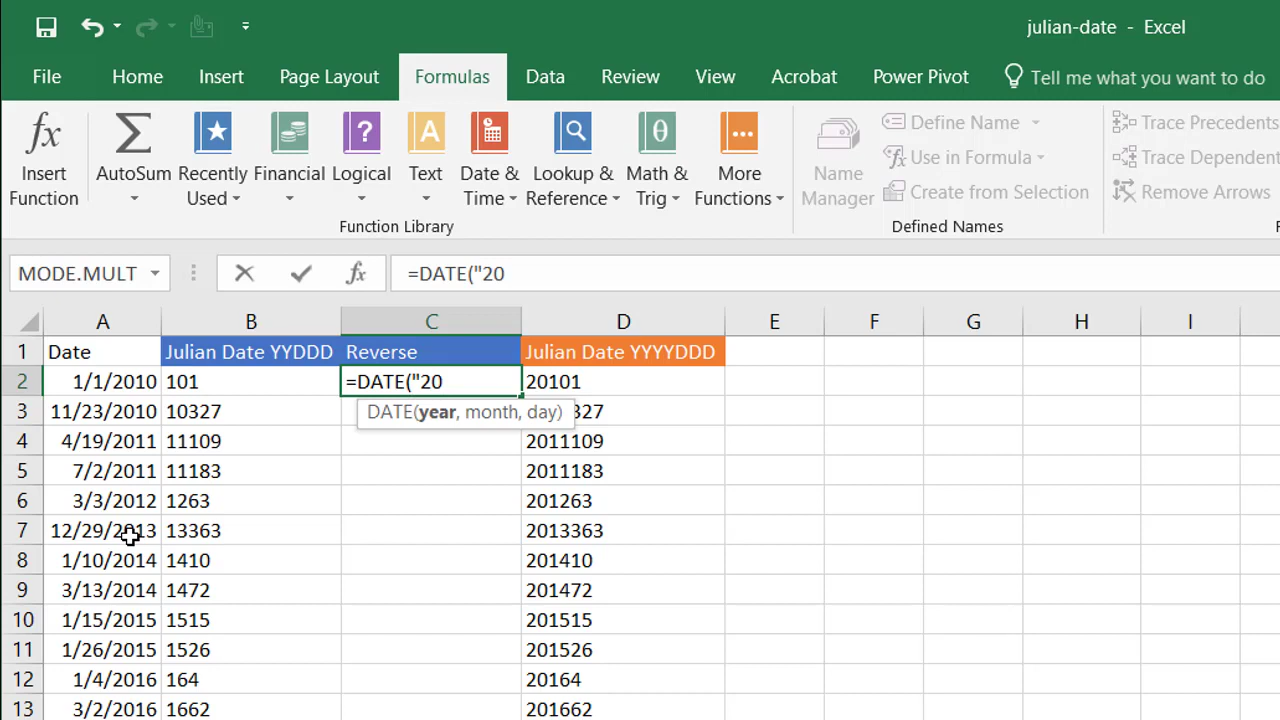 julian-date - Excel
File Home Insert Page Layout Formulas Data Review View Acrobat Power Pivot Tell me what you want to do
fx Σ ? A θ
Insert Function
AutoSum
Recently Used
Financial
Logical
Text
Date & Time
Lookup & Reference
Math & Trig
More Functions
Function Library
Name Manager
Define Name
Use in Formula
Create from Selection
Defined Names
Trace Precedents
Trace Dependent
Remove Arrows
MODE.MULT fx =DATE("20
A B C D E F G H I
1 Date Julian Date YYDDD Reverse Julian Date YYYYDDD
2 1/1/2010 101 =DATE("20 20101
DATE(year, month, day)
3 11/23/2010 10327 327
4 4/19/2011 11109 2011109
5 7/2/2011 11183 2011183
6 3/3/2012 1263 201263
7 12/29/2013 13363 2013363
8 1/10/2014 1410 201410
9 3/13/2014 1472 201472
10 1/15/2015 1515 201515
11 1/26/2015 1526 201526
12 1/4/2016 164 20164
13 3/2/2016 1662 201662